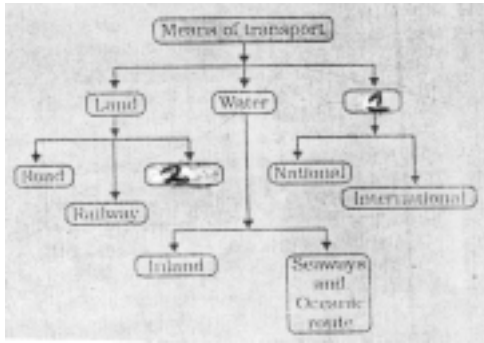 Means of transport
Land
Water
1
Road
Railway
2
National
International
Inland
Seaways
and
Oceanic
route